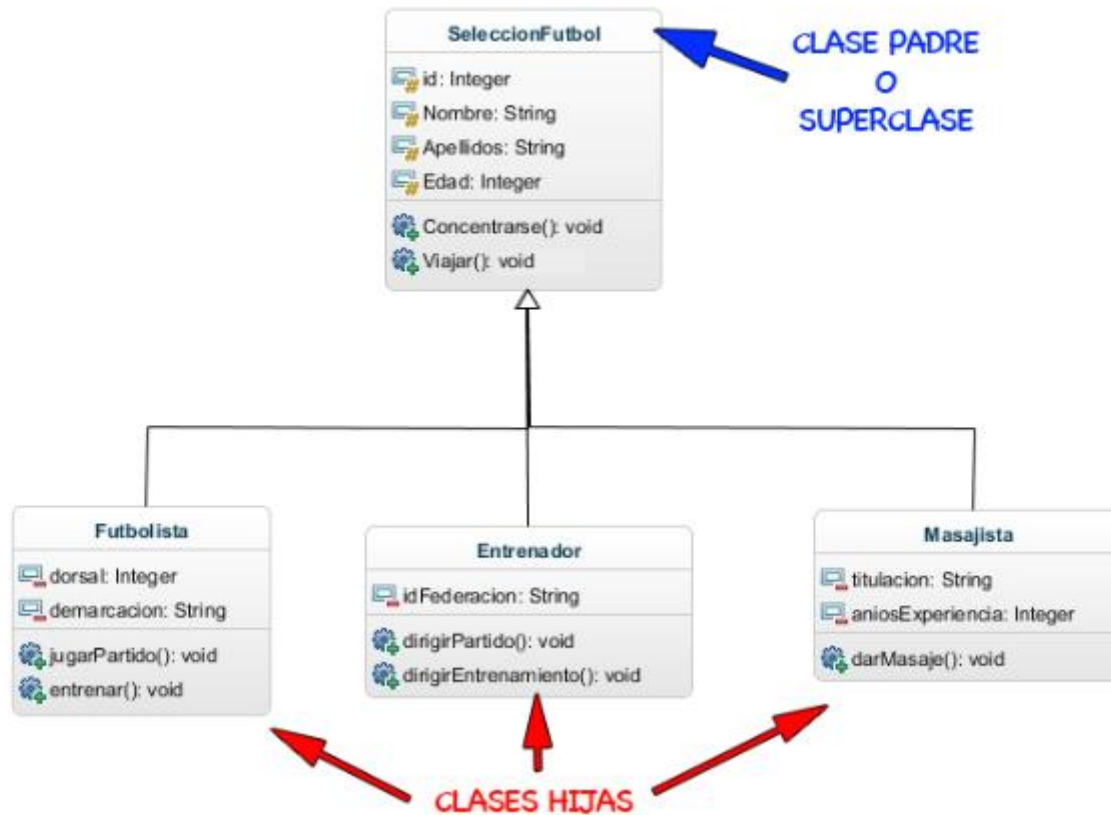 SeleccionFutbol
id: Integer
Nombre: String
Apellidos: String
Edad: Integer
Concentrarse(): void
Viajar(): void
CLASE PADRE
O
SUPERCLASE
Futbolista
dorsal: Integer
demarcacion: String
jugarPartido(): void
entrenar(): void
Entrenador
idFederacion: String
dirigirPartido(): void
dirigirEntrenamiento(): void
Masajista
titulacion: String
aniosExperiencia: Integer
darMasaje(): void
CLASES HIJAS